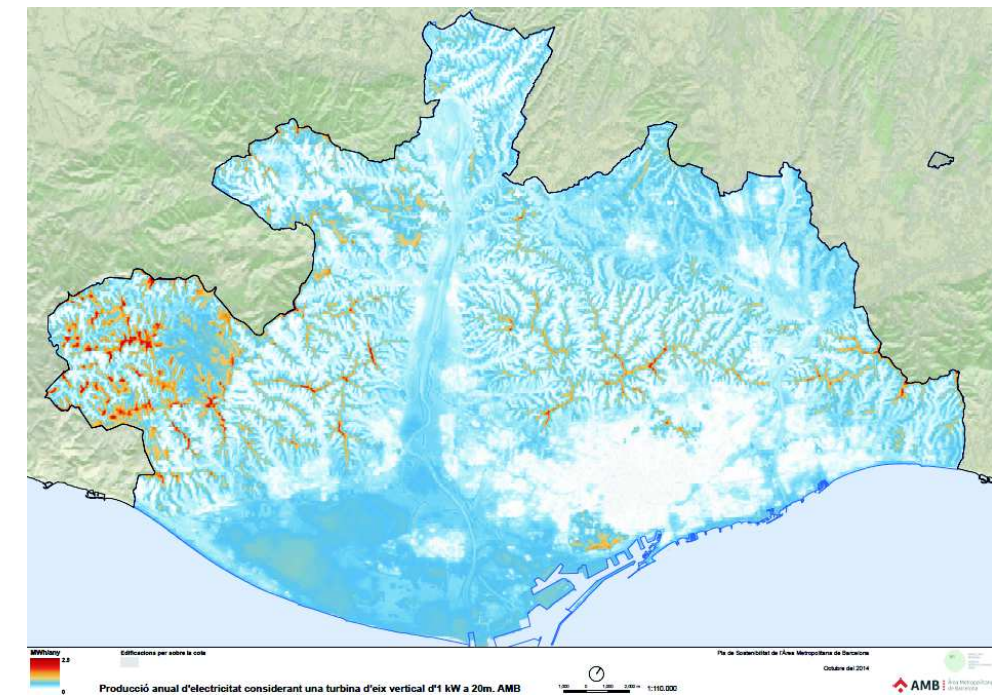 MWh/any
2.8
0
Edificacions per sobre la cota
Producció anual d'electricitat considerant una turbina d'eix vertical d'1 kW a 20m. AMB
1:110.000
Pla de Sostenibilitat de l'Àrea Metropolitana de Barcelona
Octubre del 2014
AMB
Àrea Metropolitana
de Barcelona